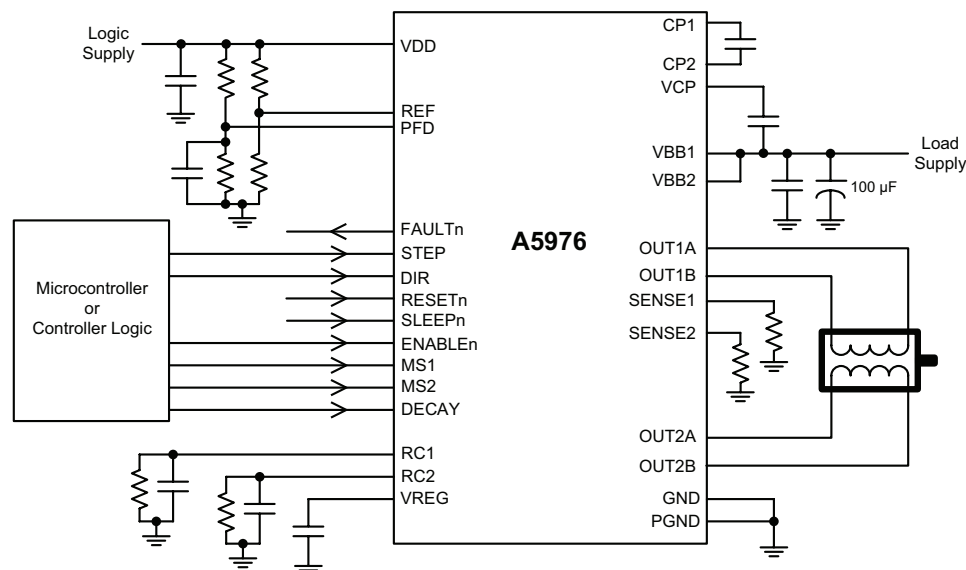 Logic
Supply
VDD
REF
PFD
FAULTn
STEP
DIR
RESETn
SLEEPn
ENABLEn
MS1
MS2
DECAY
RC1
RC2
VREG
Microcontroller
or
Controller Logic
A5976
CP1
CP2
VCP
VBB1
VBB2
Load
Supply
100 µF
OUT1A
OUT1B
SENSE1
SENSE2
OUT2A
OUT2B
GND
PGND